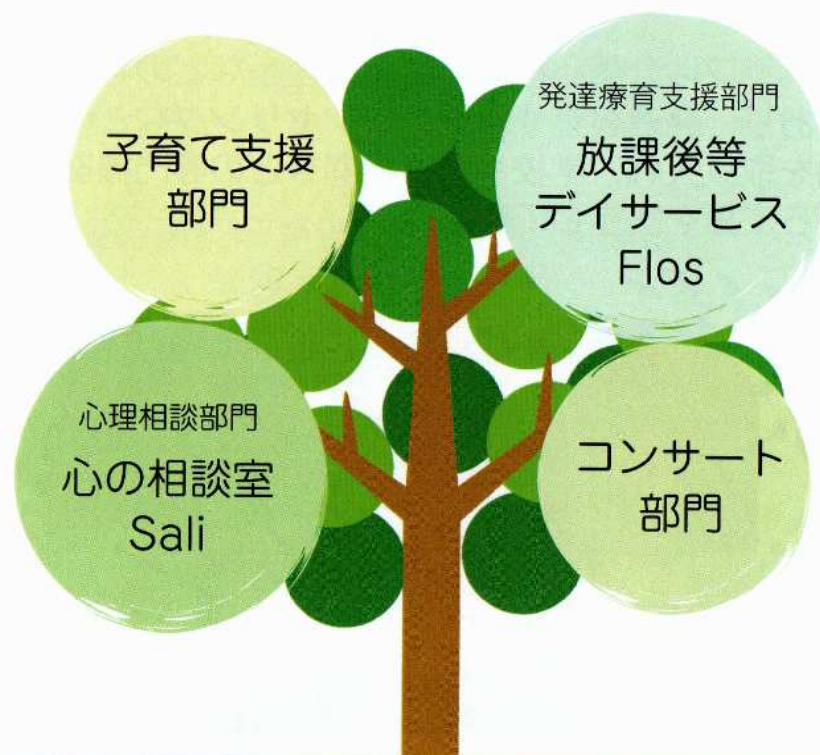 子育て支援
部門
発達療育支援部門
放課後等
デイサービス
Flos
心理相談部門
心の相談室
Sali
コンサート
部門